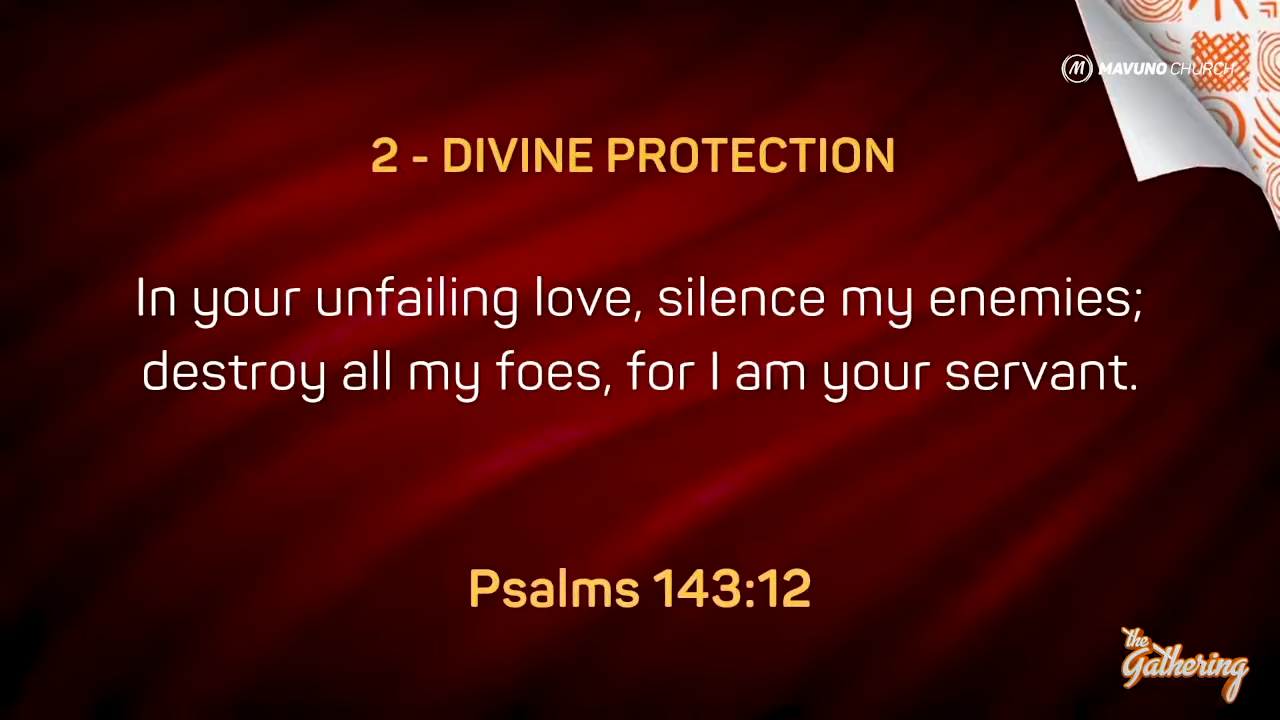 MAVUNO CHURCH
2 - DIVINE PROTECTION
In your unfailing love, silence my enemies;
destroy all my foes, for I am your servant.
Psalms 143:12
the
Gathering